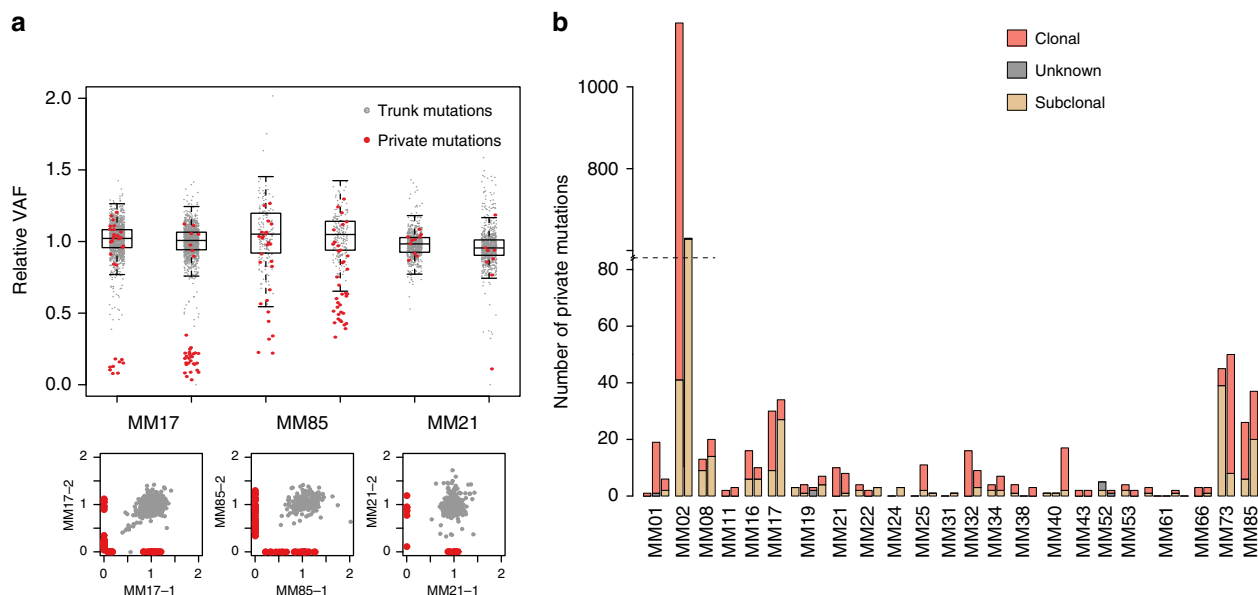 a
Relative VAF
2.0
1.5
1.0
0.5
0.0
Trunk mutations
Private mutations
MM17
MM85
MM21
MM17–2
2
1
0
0
1
2
MM17–1
MM85–2
2
1
0
0
1
2
MM85–1
MM21–2
2
1
0
0
1
2
MM21–1
b
Number of private mutations
1000
800
80
60
40
20
0
Clonal
Unknown
Subclonal
MM01
MM02
MM08
MM11
MM16
MM17
MM19
MM21
MM22
MM24
MM25
MM31
MM32
MM34
MM38
MM40
MM43
MM52
MM53
MM61
MM66
MM73
MM85